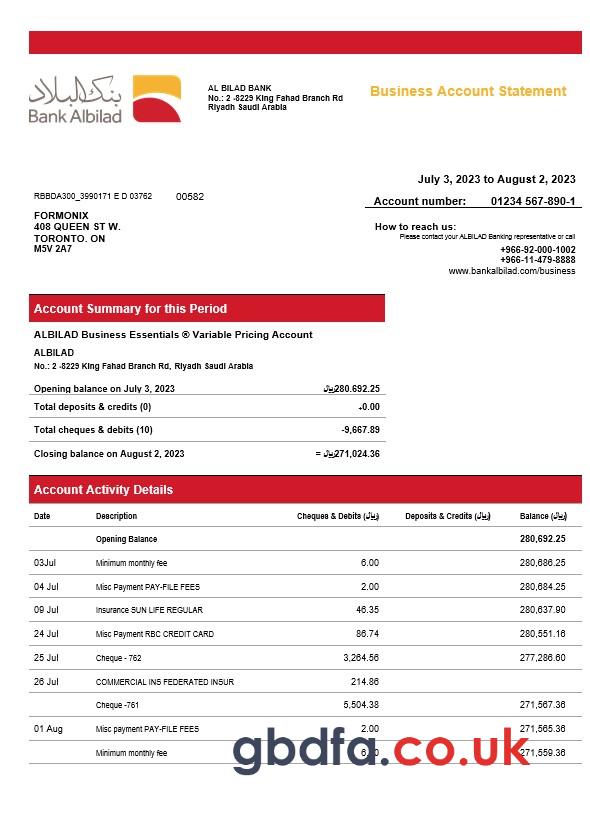 بنك البلاد
Bank Albilad
AL BILAD BANK
No.: 2 -8229 King Fahad Branch Rd
Riyadh Saudi Arabia
Business Account Statement
July 3, 2023 to August 2, 2023
RBBDA300_3990171 E D 03762 00582
Account number: 01234 567-890-1
FORMONIX
408 QUEEN ST W.
TORONTO. ON
M5V 2A7
How to reach us:
Please contact your ALBILAD Banking representative or call
+966-92-000-1002
+966-11-479-8888
www.bankalbilad.com/business
Account Summary for this Period
ALBILAD Business Essentials ® Variable Pricing Account
ALBILAD
No.: 2 -8229 King Fahad Branch Rd, Riyadh Saudi Arabia
Opening balance on July 3, 2023 ﷼280.692.25
Total deposits & credits (0) +0.00
Total cheques & debits (10) -9,667.89
Closing balance on August 2, 2023 = ﷼271,024.36
Account Activity Details
Date Description Cheques & Debits (﷼) Deposits & Credits (﷼) Balance (﷼)
Opening Balance 280,692.25
03Jul Minimum monthly fee 6.00 280,686.25
04 Jul Misc Payment PAY-FILE FEES 2.00 280,684.25
09 Jul Insurance SUN LIFE REGULAR 46.35 280,637.90
24 Jul Misc Payment RBC CREDIT CARD 86.74 280,551.16
25 Jul Cheque - 762 3,264.56 277,286.60
26 Jul COMMERCIAL INS FEDERATED INSUR 214.86
Cheque -761 5,504.38 271,567.36
01 Aug Misc payment PAY-FILE FEES 2.00 271,565.36
Minimum monthly fee 271,559.36
gbdfa.co.uk